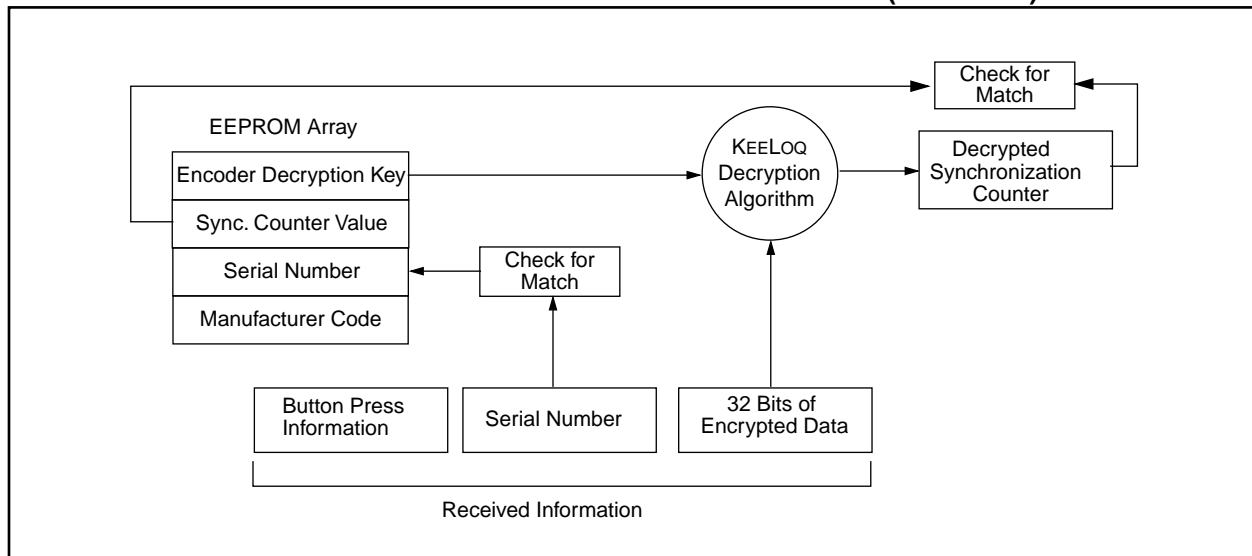 Check for
Match
EEPROM Array
KEELOQ
Decryption
Algorithm
Decrypted
Synchronization
Counter
Encoder Decryption Key
Sync. Counter Value
Serial Number
Manufacturer Code
Check for
Match
Button Press
Information
Serial Number
32 Bits of
Encrypted Data
Received Information